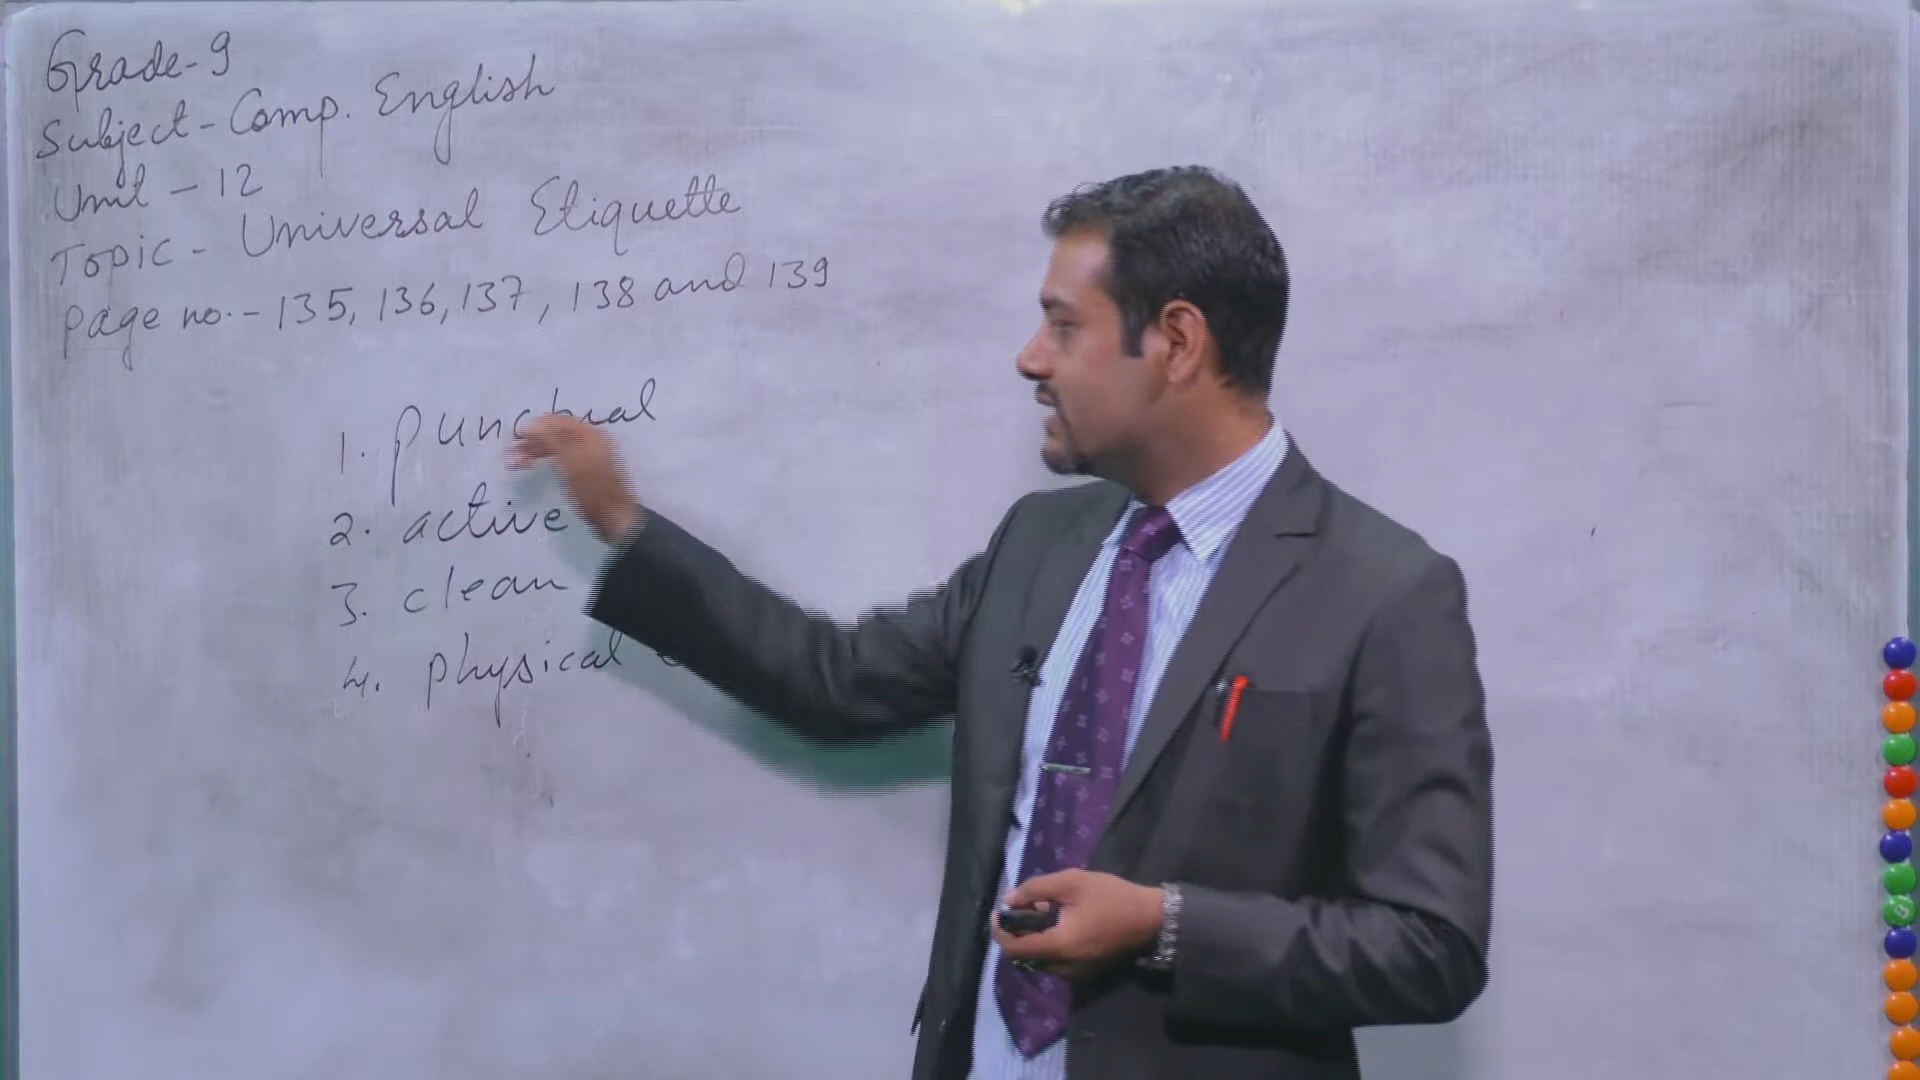 Grade-9
Subject-Comp. English
Unit - 12
Topic - Universal Etiquette
Page no.- 135, 136, 137, 138 and 139
1. punctual
2. active
3. clean
4. physical